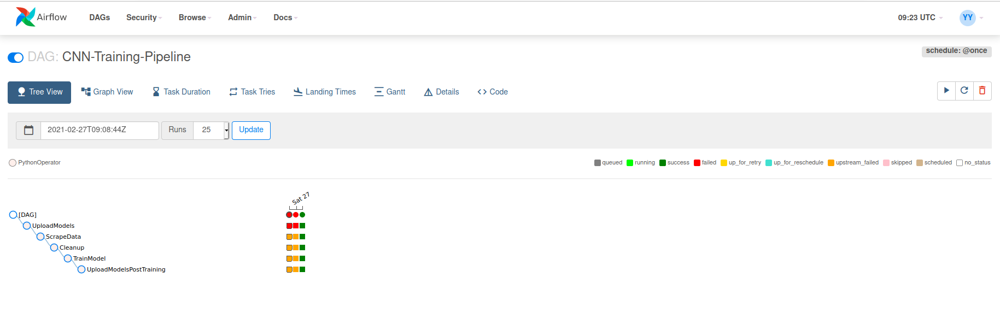 Airflow DAGs Security Browse Admin Docs 09:23 UTC YY
DAG: CNN-Training-Pipeline schedule: @once
Tree View Graph View Task Duration Task Tries Landing Times Gantt Details Code
2021-02-27T09:08:44Z Runs 25 Update
PythonOperator queued running success failed up_for_retry up_for_reschedule upstream_failed skipped scheduled no_status
Sat 27
[DAG]
UploadModels
ScrapeData
Cleanup
TrainModel
UploadModelsPostTraining